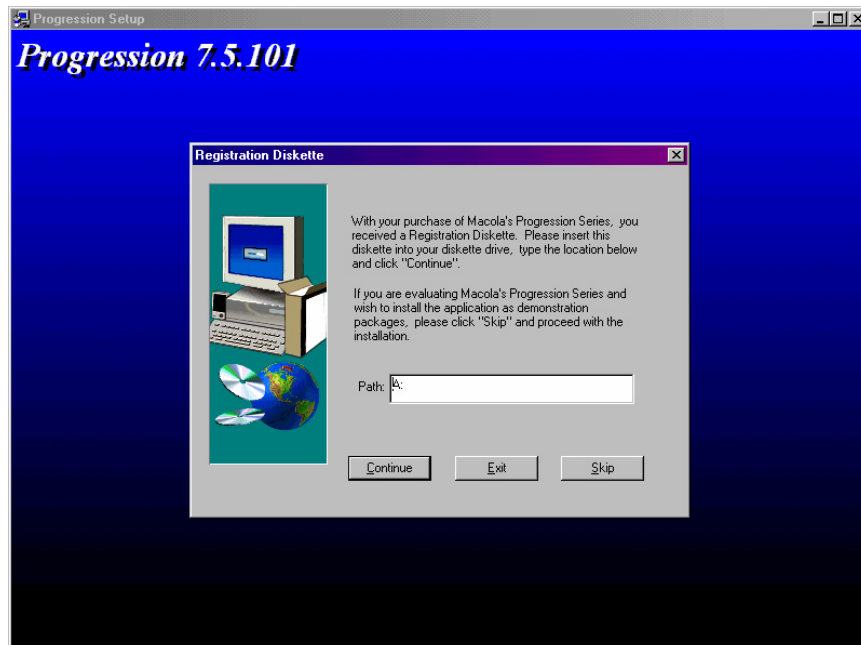 Progression Setup
Progression 7.5.101
Registration Diskette
With your purchase of Macola's Progression Series, you
received a Registration Diskette. Please insert this
diskette into your diskette drive, type the location below
and click "Continue".
If you are evaluating Macola's Progression Series and
wish to install the application as demonstration
packages, please click "Skip" and proceed with the
installation.
Path: A:
Continue Exit Skip